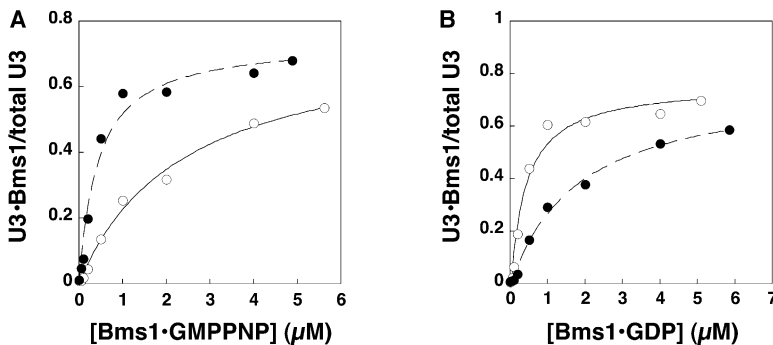 A
U3•Bms1/total U3
0.8
0.6
0.4
0.2
0
0 1 2 3 4 5 6
[Bms1•GMPPNP] (µM)
B
U3•Bms1/total U3
1
0.8
0.6
0.4
0.2
0
0 1 2 3 4 5 6 7
[Bms1•GDP] (µM)